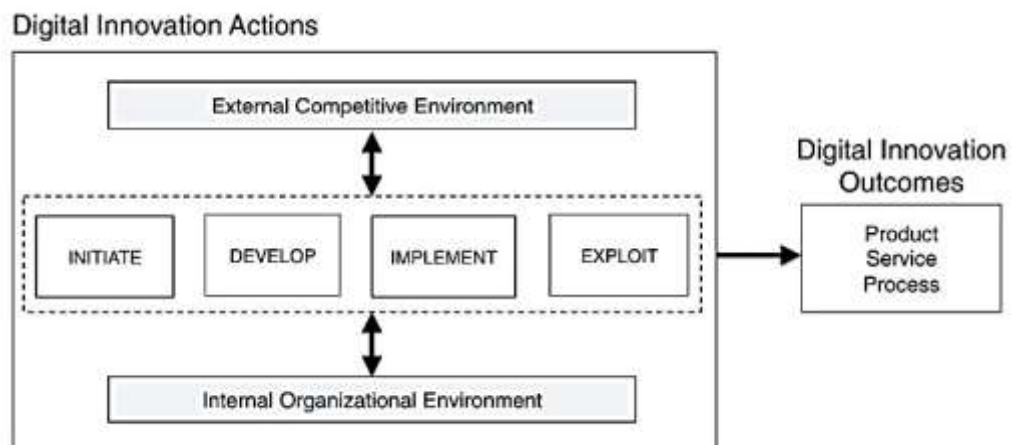 Digital Innovation Actions
External Competitive Environment
INITIATE
DEVELOP
IMPLEMENT
EXPLOIT
Internal Organizational Environment
Digital Innovation
Outcomes
Product
Service
Process